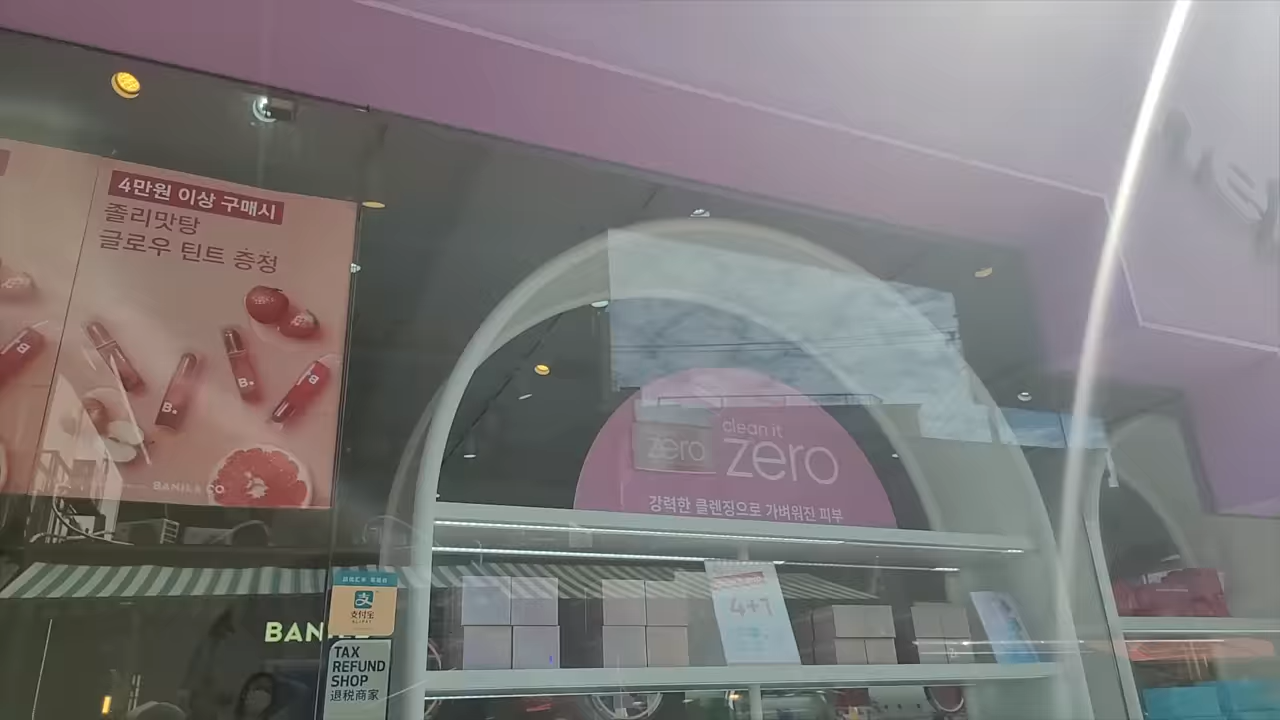 4만원 이상 구매시
졸리맛탕
글로우 틴트 증정
B.
B.
B.
B
BANILA CO
clean it
zero
zero
강력한 클렌징으로 가벼워진 피부
4+1
支付宝
ALIPAY
BANILA
TAX
REFUND
SHOP
退税商家